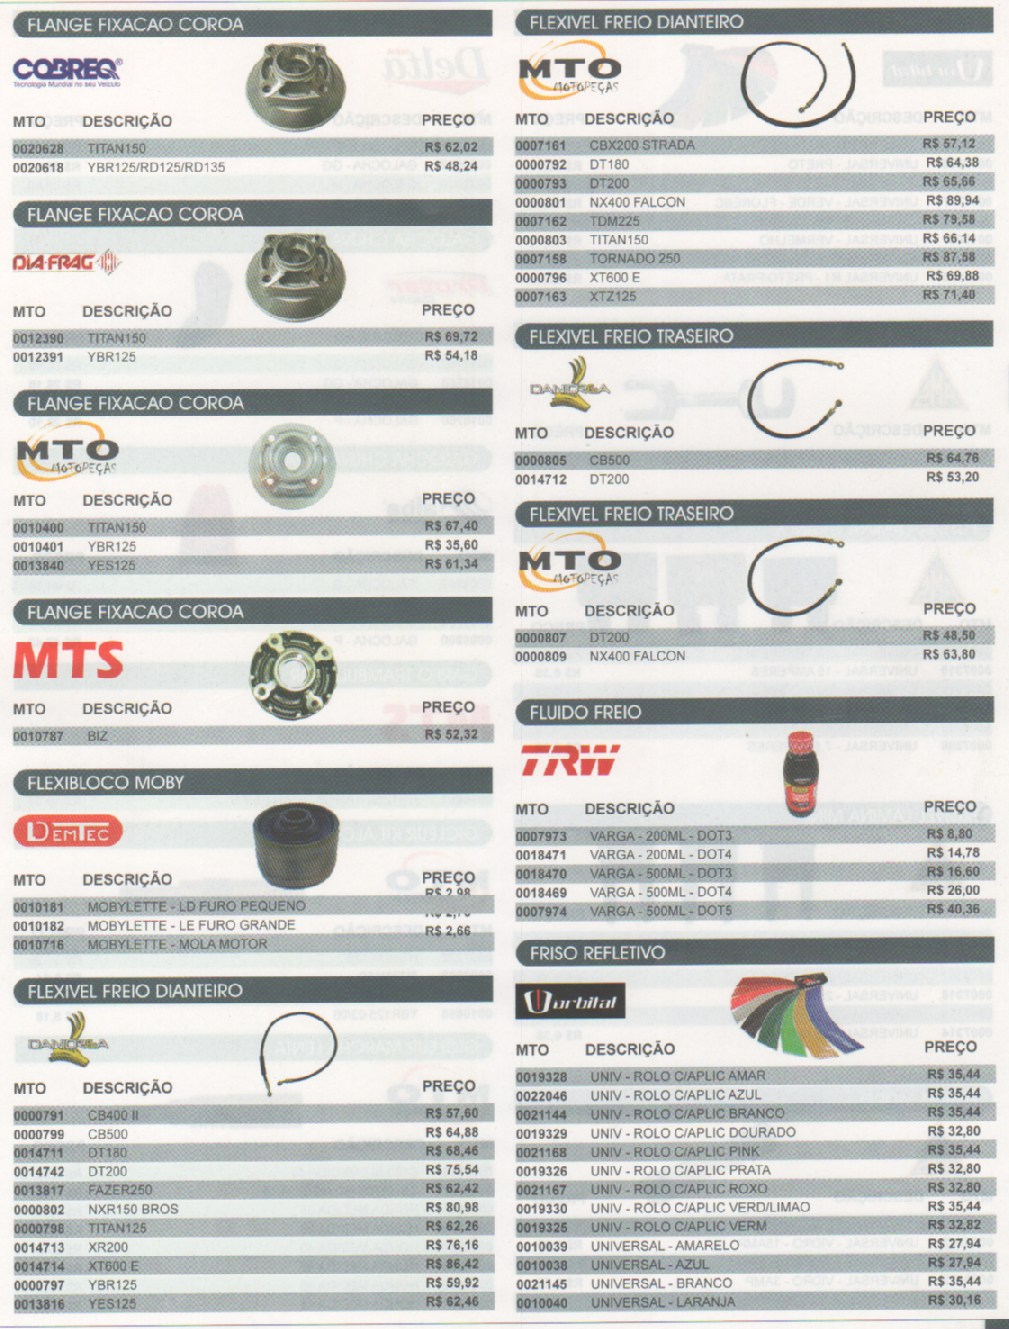 FLANGE FIXACAO COROA
COBREQ®
Tecnologia Mundial no seu Veículo
MTO DESCRIÇÃO PREÇO
0020628 TITAN150 R$ 62,02
0020618 YBR125/RD125/RD135 R$ 48,24
FLANGE FIXACAO COROA
DIA-FRAG
MTO DESCRIÇÃO PREÇO
0012390 TITAN150 R$ 69,72
0012391 YBR125 R$ 54,18
FLANGE FIXACAO COROA
MTO
MOTOPEÇAS
MTO DESCRIÇÃO PREÇO
0010400 TITAN150 R$ 67,40
0010401 YBR125 R$ 35,60
0013840 YES125 R$ 61,34
FLANGE FIXACAO COROA
MTS
MTO DESCRIÇÃO PREÇO
0010787 BIZ R$ 52,32
FLEXIBLOCO MOBY
DEMTEC
MTO DESCRIÇÃO PREÇO
R$ 2,98
0010181 MOBYLETTE - LD FURO PEQUENO
0010182 MOBYLETTE - LE FURO GRANDE
R$ 2,66
0010716 MOBYLETTE - MOLA MOTOR
FLEXIVEL FREIO DIANTEIRO
DANDREA
MTO DESCRIÇÃO PREÇO
0000791 CB400 II R$ 57,60
0000799 CB500 R$ 64,88
0014711 DT180 R$ 68,46
0014742 DT200 R$ 75,54
0013817 FAZER250 R$ 62,42
0000802 NXR150 BROS R$ 80,98
0000798 TITAN125 R$ 62,26
0014713 XR200 R$ 76,16
0014714 XT600 E R$ 86,42
0000797 YBR125 R$ 59,92
0013816 YES125 R$ 62,46
FLEXIVEL FREIO DIANTEIRO
MTO
MOTOPEÇAS
MTO DESCRIÇÃO PREÇO
0007161 CBX200 STRADA R$ 57,12
0000792 DT180 R$ 64,38
0000793 DT200 R$ 65,66
0000801 NX400 FALCON R$ 89,94
0007162 TDM225 R$ 79,58
0000803 TITAN150 R$ 66,14
0007158 TORNADO 250 R$ 87,58
0000796 XT600 E R$ 69,88
0007163 XTZ125 R$ 71,40
FLEXIVEL FREIO TRASEIRO
DANDREA
MTO DESCRIÇÃO PREÇO
0000805 CB500 R$ 64,76
0014712 DT200 R$ 53,20
FLEXIVEL FREIO TRASEIRO
MTO
MOTOPEÇAS
MTO DESCRIÇÃO PREÇO
0000807 DT200 R$ 48,50
0000809 NX400 FALCON R$ 63,80
FLUIDO FREIO
TRW
MTO DESCRIÇÃO PREÇO
0007973 VARGA - 200ML - DOT3 R$ 8,80
0018471 VARGA - 200ML - DOT4 R$ 14,78
0018470 VARGA - 500ML - DOT3 R$ 16,60
0018469 VARGA - 500ML - DOT4 R$ 26,00
0007974 VARGA - 500ML - DOT5 R$ 40,36
FRISO REFLETIVO
orbital
MTO DESCRIÇÃO PREÇO
0019328 UNIV - ROLO C/APLIC AMAR R$ 35,44
0022046 UNIV - ROLO C/APLIC AZUL R$ 35,44
0021144 UNIV - ROLO C/APLIC BRANCO R$ 35,44
0019329 UNIV - ROLO C/APLIC DOURADO R$ 32,80
0021168 UNIV - ROLO C/APLIC PINK R$ 35,44
0019326 UNIV - ROLO C/APLIC PRATA R$ 32,80
0021167 UNIV - ROLO C/APLIC ROXO R$ 32,80
0019330 UNIV - ROLO C/APLIC VERD/LIMAO R$ 35,44
0019325 UNIV - ROLO C/APLIC VERM R$ 32,82
0010039 UNIVERSAL - AMARELO R$ 27,94
0010038 UNIVERSAL - AZUL R$ 27,94
0021145 UNIVERSAL - BRANCO R$ 35,44
0010040 UNIVERSAL - LARANJA R$ 30,16